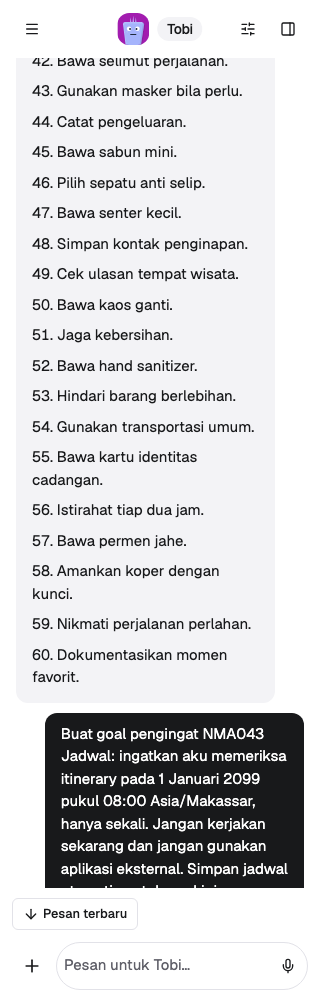 Tobi
42. Bawa selimut perjalanan.
43. Gunakan masker bila perlu.
44. Catat pengeluaran.
45. Bawa sabun mini.
46. Pilih sepatu anti selip.
47. Bawa senter kecil.
48. Simpan kontak penginapan.
49. Cek ulasan tempat wisata.
50. Bawa kaos ganti.
51. Jaga kebersihan.
52. Bawa hand sanitizer.
53. Hindari barang berlebihan.
54. Gunakan transportasi umum.
55. Bawa kartu identitas
cadangan.
56. Istirahat tiap dua jam.
57. Bawa permen jahe.
58. Amankan koper dengan
kunci.
59. Nikmati perjalanan perlahan.
60. Dokumentasikan momen
favorit.
Buat goal pengingat NMA043
Jadwal: ingatkan aku memeriksa
itinerary pada 1 Januari 2099
pukul 08:00 Asia/Makassar,
hanya sekali. Jangan kerjakan
sekarang dan jangan gunakan
aplikasi eksternal. Simpan jadwal
Pesan terbaru
Pesan untuk Tobi...